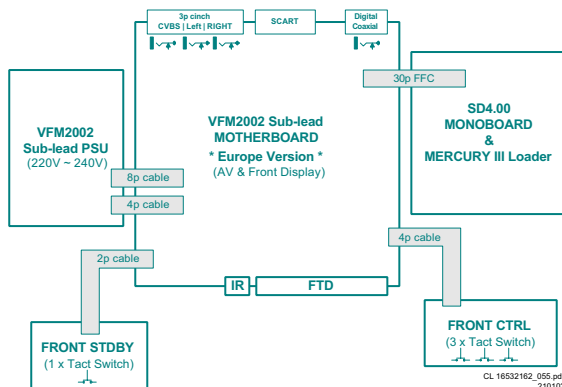 3p cinch
CVBS | Left | RIGHT
SCART
Digital
Coaxial
30p FFC
VFM2002
Sub-lead PSU
(220V ~ 240V)
VFM2002 Sub-lead
MOTHERBOARD
* Europe Version *
(AV & Front Display)
SD4.00
MONOBOARD
&
MERCURY III Loader
8p cable
4p cable
2p cable
4p cable
IR
FTD
FRONT STDBY
(1 x Tact Switch)
FRONT CTRL
(3 x Tact Switch)
CL 16532162_055.pd
210102